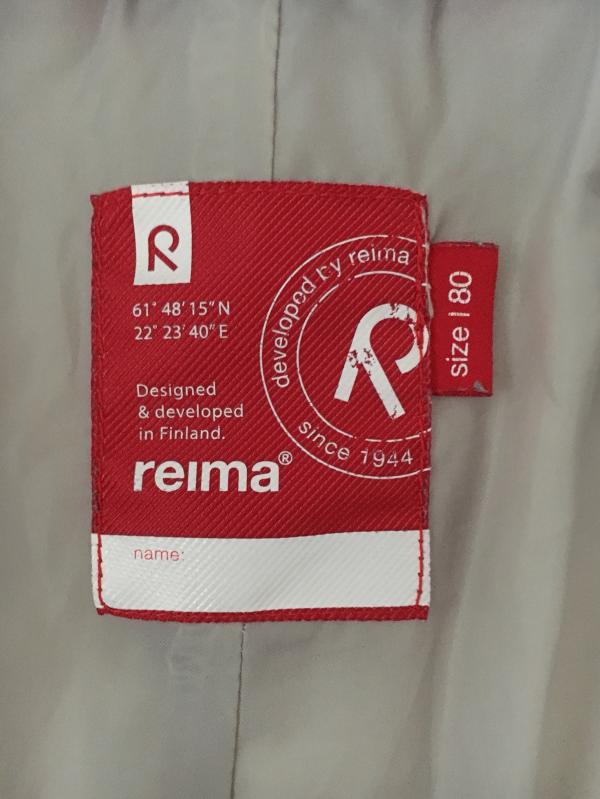 61° 48' 15" N
22° 23' 40" E
developed by reima
since 1944
Designed
& developed
in Finland.
reima®
name:
size | 80